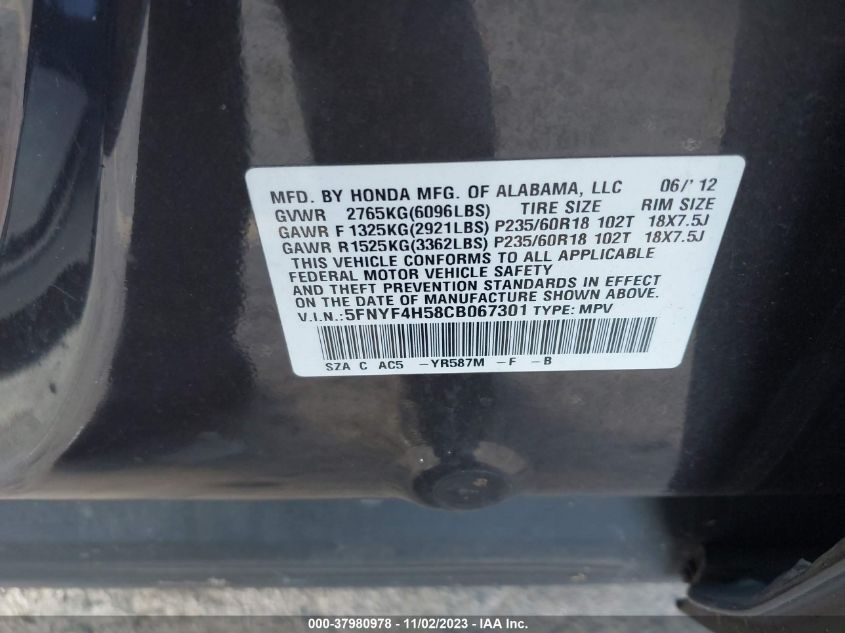 MFD. BY HONDA MFG. OF ALABAMA, LLC 06/'12
GVWR 2765KG(6096LBS) TIRE SIZE RIM SIZE
GAWR F 1325KG(2921LBS) P235/60R18 102T 18X7.5J
GAWR R1525KG(3362LBS) P235/60R18 102T 18X7.5J
THIS VEHICLE CONFORMS TO ALL APPLICABLE
FEDERAL MOTOR VEHICLE SAFETY
AND THEFT PREVENTION STANDARDS IN EFFECT
ON THE DATE OF MANUFACTURE SHOWN ABOVE.
V.I.N.:5FNYF4H58CB067301 TYPE: MPV
SZA C AC5 -YR587M -F -B
000-37980978 - 11/02/2023 - IAA Inc.